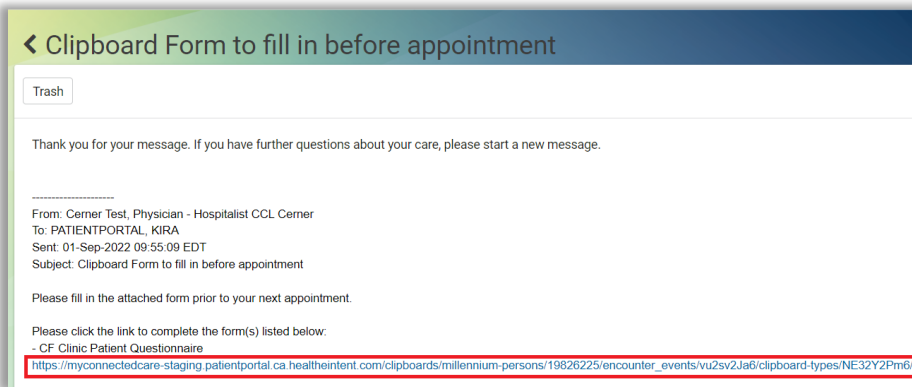 Clipboard Form to fill in before appointment
Trash
Thank you for your message. If you have further questions about your care, please start a new message.
---------------------
From: Cerner Test, Physician - Hospitalist CCL Cerner
To: PATIENTPORTAL, KIRA
Sent: 01-Sep-2022 09:55:09 EDT
Subject: Clipboard Form to fill in before appointment
Please fill in the attached form prior to your next appointment.
Please click the link to complete the form(s) listed below:
- CF Clinic Patient Questionnaire
https://myconnectedcare-staging.patientportal.ca.healtheintent.com/clipboards/millennium-persons/19826225/encounter_events/vu2sv2Ja6/clipboard-types/NE32Y2Pm6/